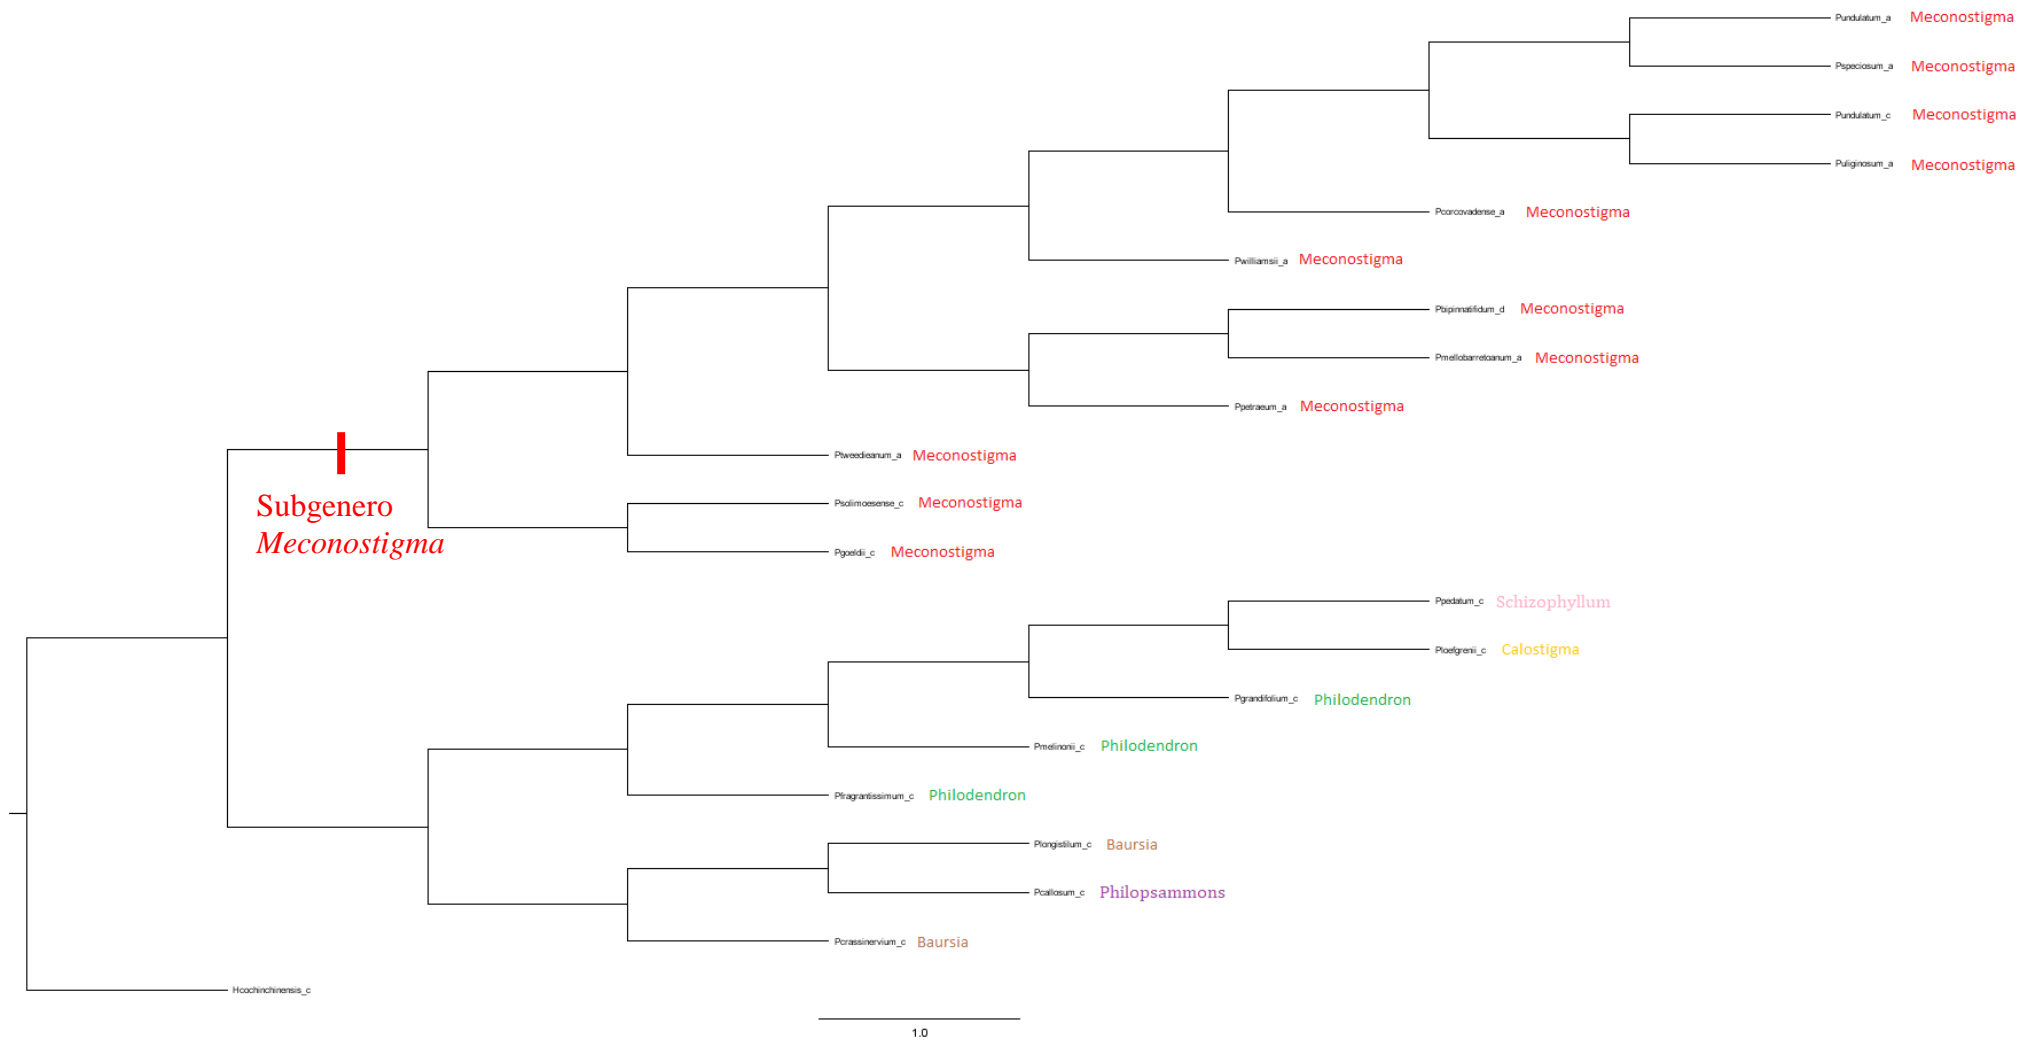 Pundulatum_a Meconostigma
Pspeciosum_a Meconostigma
Pundulatum_c Meconostigma
Puliginosum_a Meconostigma
Pcorcovadense_a Meconostigma
Pwilliamsii_a Meconostigma
Pbipinnatifidum_d Meconostigma
Pmellobarretoanum_a Meconostigma
Ppetraeum_a Meconostigma
Ptweedieanum_a Meconostigma
Psolimoesense_c Meconostigma
Subgenero
Meconostigma
Pgoeldii_c Meconostigma
Ppedatum_c Schizophyllum
Ploefgrenii_c Calostigma
Pgrandifolium_c Philodendron
Pmelinonii_c Philodendron
Pfragrantissimum_c Philodendron
Plongistilum_c Baursia
Pcallosum_c Philopsammons
Pcrassinervium_c Baursia
Hcochinchinensis_c
1.0